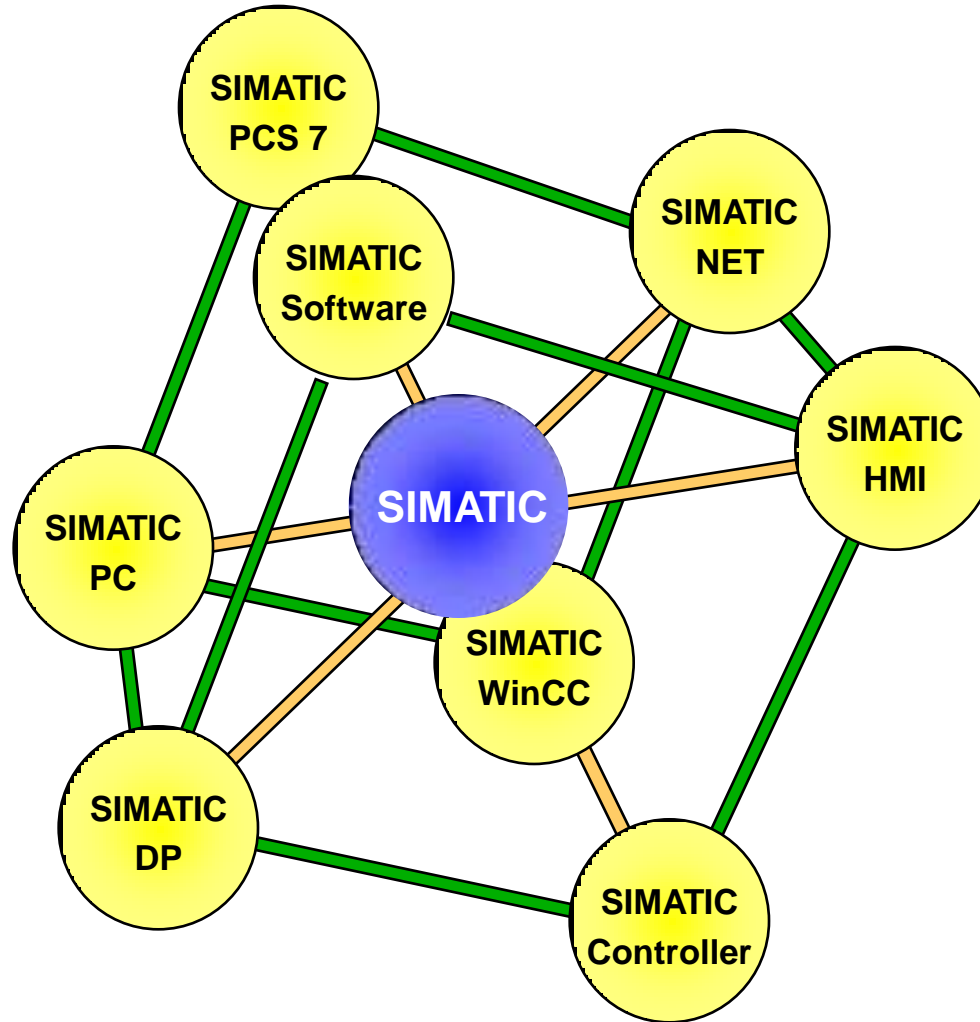 SIMATIC
PCS 7
SIMATIC
NET
SIMATIC
Software
SIMATIC
HMI
SIMATIC
SIMATIC
PC
SIMATIC
WinCC
SIMATIC
DP
SIMATIC
Controller